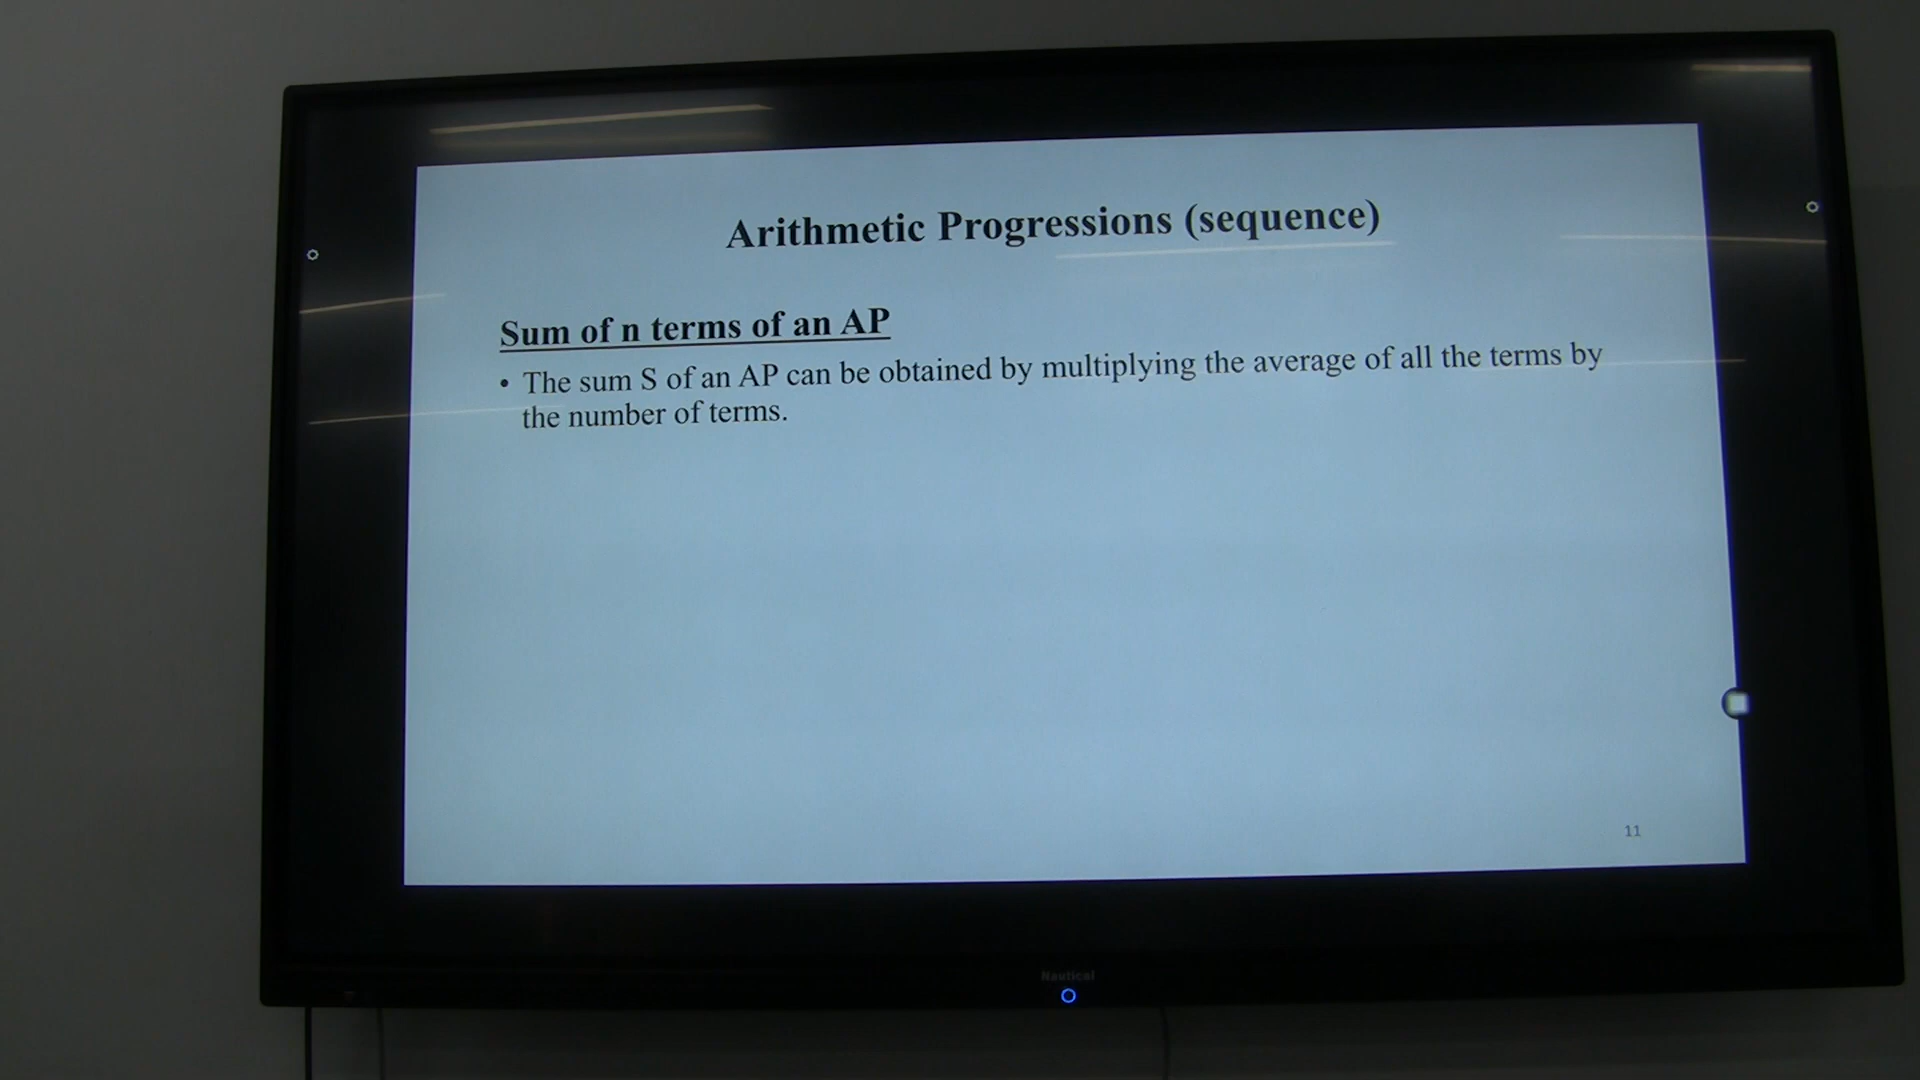 Arithmetic Progressions (sequence)
Sum of n terms of an AP
• The sum S of an AP can be obtained by multiplying the average of all the terms by
the number of terms.
11
Nautical